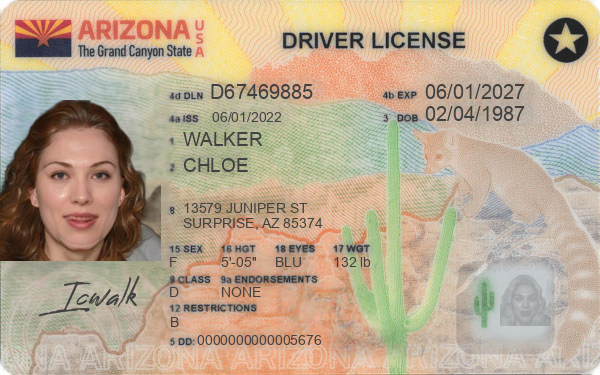 ARIZONA USA
The Grand Canyon State
DRIVER LICENSE
4d DLN D67469885 4b EXP 06/01/2027
4a ISS 06/01/2022 3 DOB 02/04/1987
1 WALKER
2 CHLOE
8 13579 JUNIPER ST
SURPRISE, AZ 85374
15 SEX 16 HGT 18 EYES 17 WGT
F 5'-05" BLU 132 lb
9 CLASS 9a ENDORSEMENTS
D NONE
12 RESTRICTIONS
B
5 DD: 0000000000005676
Icwalk
ARIZONA ARIZONA ARIZONA ARIZONA